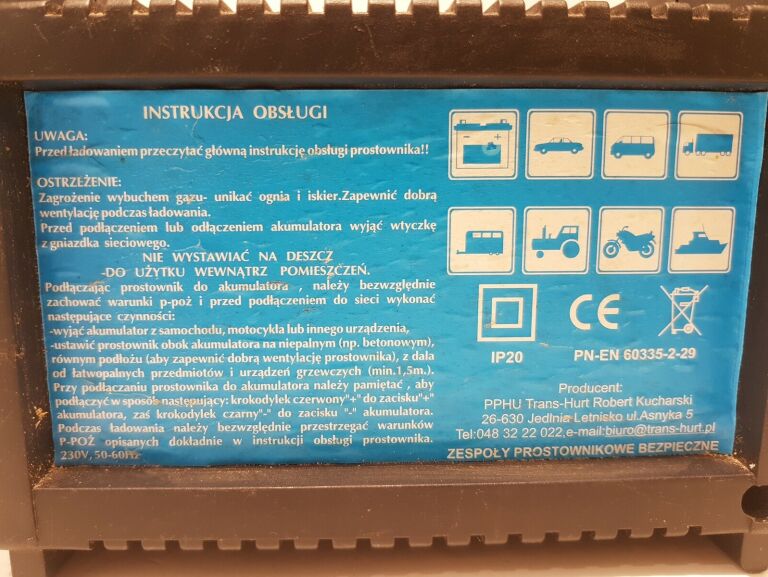 INSTRUKCJA OBSŁUGI
UWAGA:
Przed ładowaniem przeczytać główną instrukcję obsługi prostownika!!
OSTRZEŻENIE:
Zagrożenie wybuchem gazu- unikać ognia i iskier.Zapewnić dobrą
wentylację podczas ładowania.
Przed podłączeniem lub odłączeniem akumulatora wyjąć wtyczkę
z gniazdka sieciowego.
NIE WYSTAWIAĆ NA DESZCZ
-DO UŻYTKU WEWNĄTRZ POMIESZCZEŃ.
Podłączając prostownik do akumulatora , należy bezwzględnie
zachować warunki p-poż i przed podłączeniem do sieci wykonać
następujące czynności:
-wyjąć akumulator z samochodu, motocykla lub innego urządzenia,
-ustawić prostownik obok akumulatora na niepalnym (np. betonowym),
równym podłożu (aby zapewnić dobrą wentylację prostownika), z dala
od łatwopalnych przedmiotów i urządzeń grzewczych (min.1,5m.).
Przy podłączaniu prostownika do akumulatora należy pamiętać , aby
podłączyć w sposób następujący: krokodylek czerwony"+" do zacisku"+"
akumulatora, zaś krokodylek czarny"-" do zacisku "-" akumulatora.
Podczas ładowania należy bezwzględnie przestrzegać warunków
P-POŻ opisanych dokładnie w instrukcji obsługi prostownika.
230V, 50-60Hz
- +
CE
IP20 PN-EN 60335-2-29
Producent:
PPHU Trans-Hurt Robert Kucharski
26-630 Jedlnia-Letnisko ul.Asnyka 5
Tel:048 32 22 022,e-mail:biuro@trans-hurt.pl
ZESPOŁY PROSTOWNIKOWE BEZPIECZNE